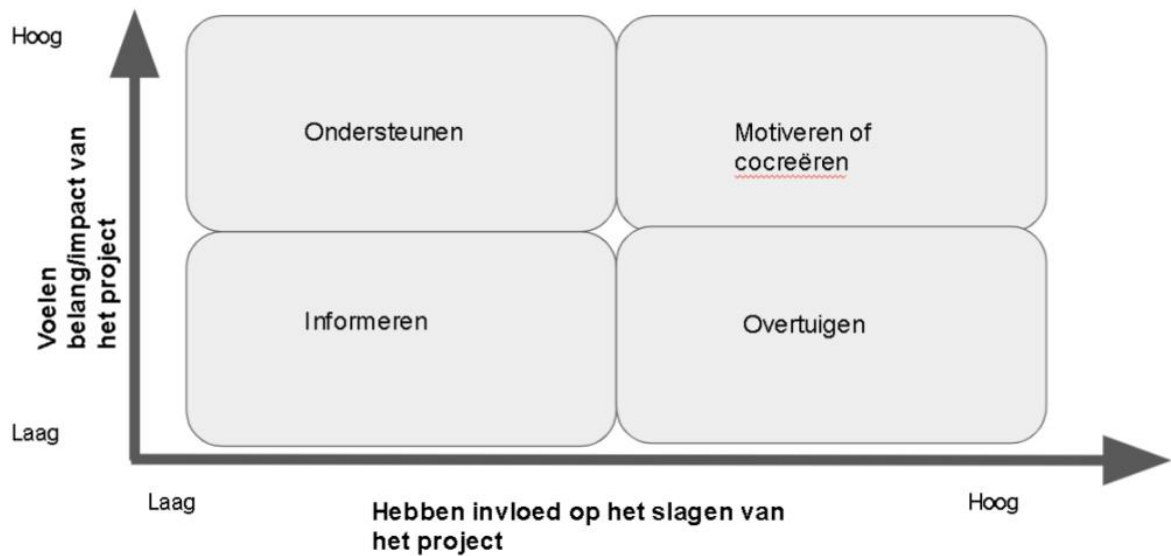 Hoog
Ondersteunen
Motiveren of
cocreëren
Voelen
belang/impact van
het project
Informeren
Overtuigen
Laag
Laag
Hebben invloed op het slagen van
het project
Hoog